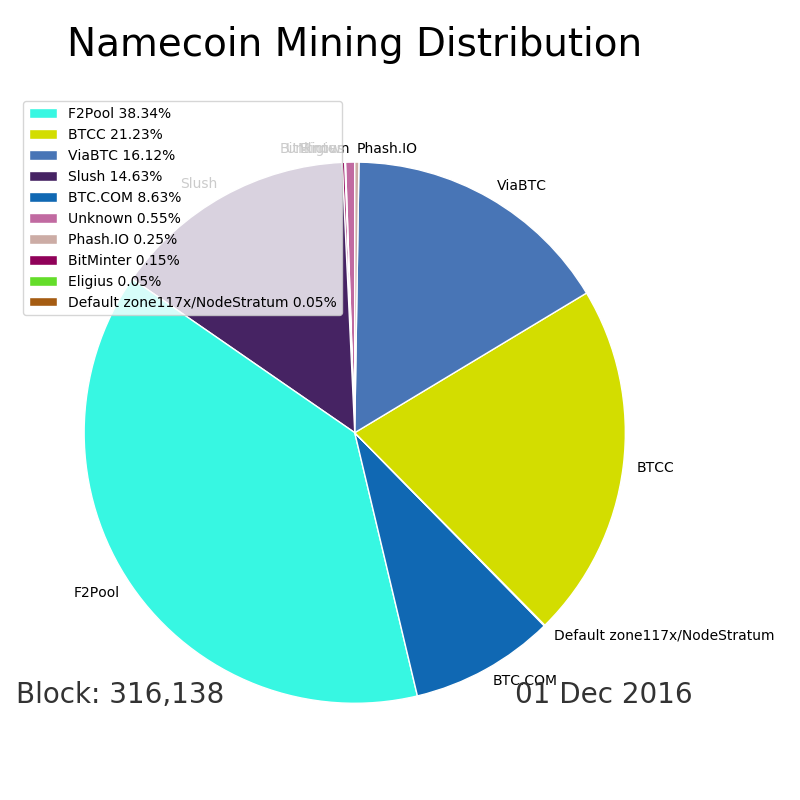 Namecoin Mining Distribution
F2Pool 38.34%
BTCC 21.23%
ViaBTC 16.12%
Slush 14.63%
BTC.COM 8.63%
Unknown 0.55%
Phash.IO 0.25%
BitMinter 0.15%
Eligius 0.05%
Default zone117x/NodeStratum 0.05%
Phash.IO
ViaBTC
Slush
BTCC
F2Pool
Default zone117x/NodeStratum
BTC.COM
Block: 316,138
01 Dec 2016